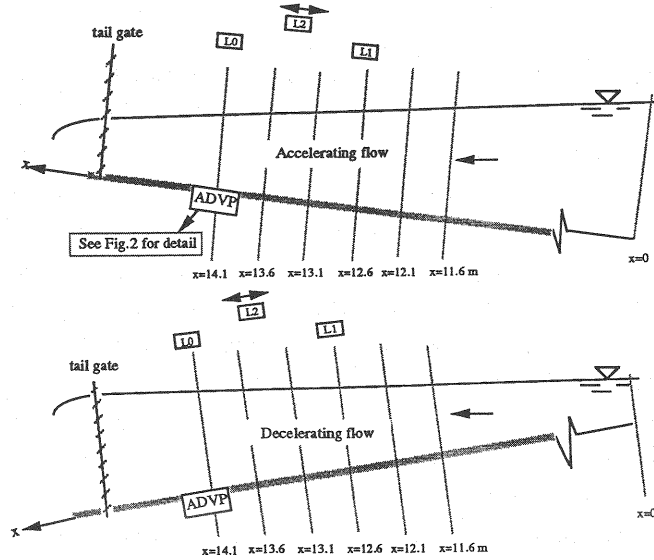 L2
tail gate
L0
L1
Accelerating flow
x
ADVP
See Fig.2 for detail
x=0
x=14.1 x=13.6 x=13.1 x=12.6 x=12.1 x=11.6 m
L2
L0
L1
tail gate
Decelerating flow
ADVP
x=0
x
x=14.1 x=13.6 x=13.1 x=12.6 x=12.1 x=11.6 m